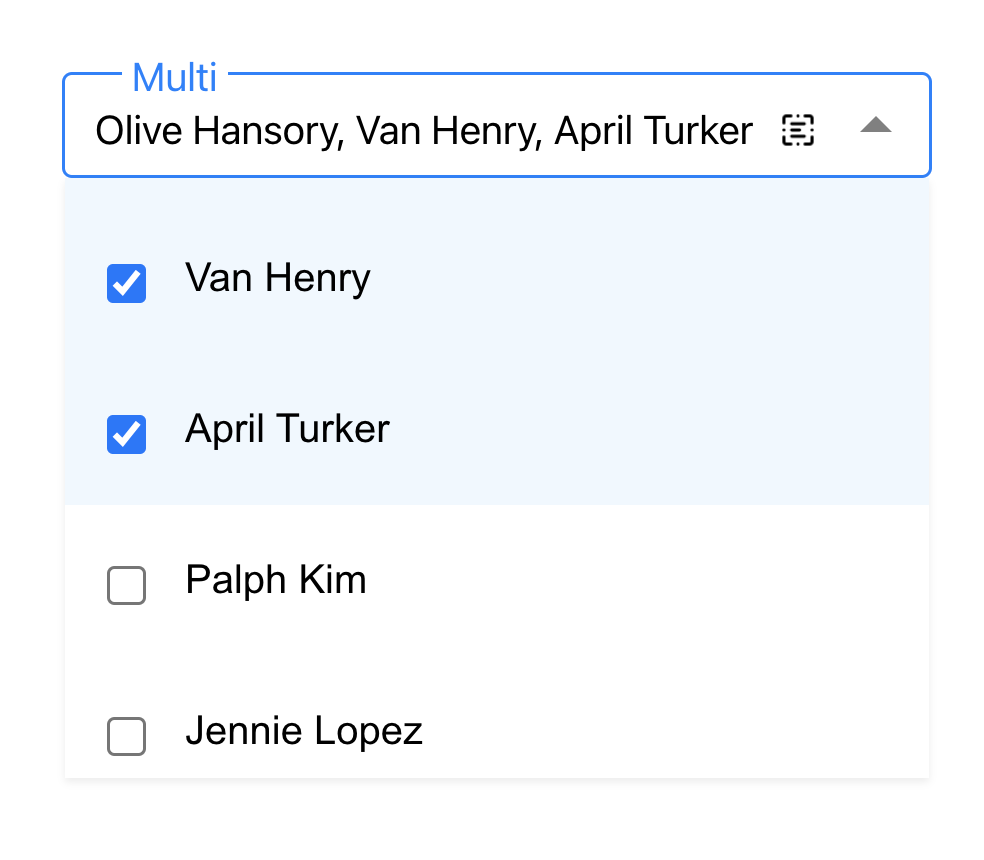 Multi
Olive Hansory, Van Henry, April Turker
Van Henry
April Turker
Palph Kim
Jennie Lopez